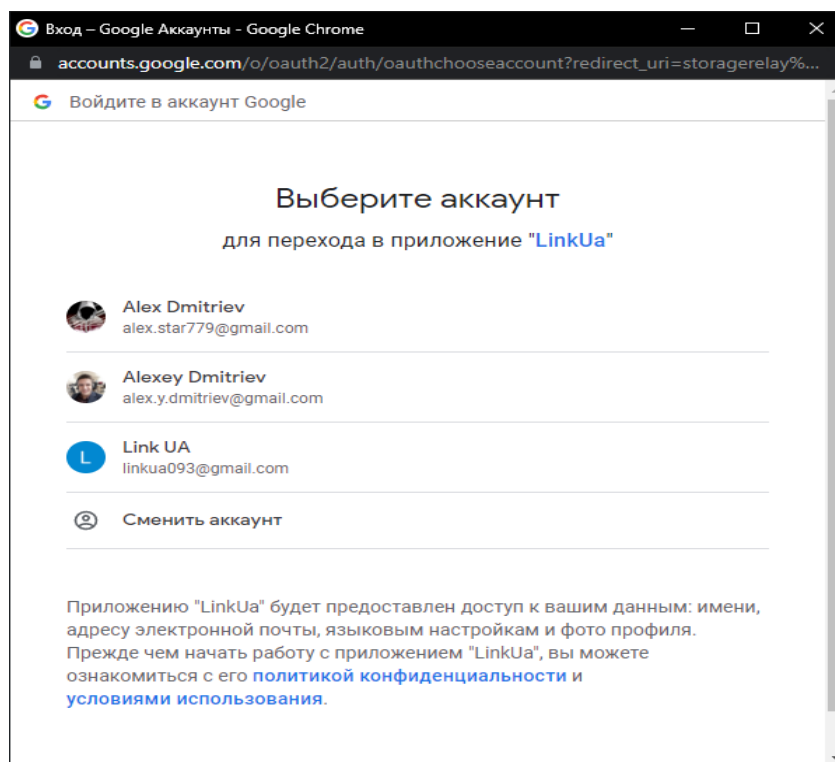 Вход – Google Аккаунты - Google Chrome
accounts.google.com/o/oauth2/auth/oauthchooseaccount?redirect_uri=storagerelay%...
Войдите в аккаунт Google
Выберите аккаунт
для перехода в приложение "LinkUa"
Alex Dmitriev
alex.star779@gmail.com
Alexey Dmitriev
alex.y.dmitriev@gmail.com
L
Link UA
linkua093@gmail.com
Сменить аккаунт
Приложению "LinkUa" будет предоставлен доступ к вашим данным: имени,
адресу электронной почты, языковым настройкам и фото профиля.
Прежде чем начать работу с приложением "LinkUa", вы можете
ознакомиться с его политикой конфиденциальности и
условиями использования.